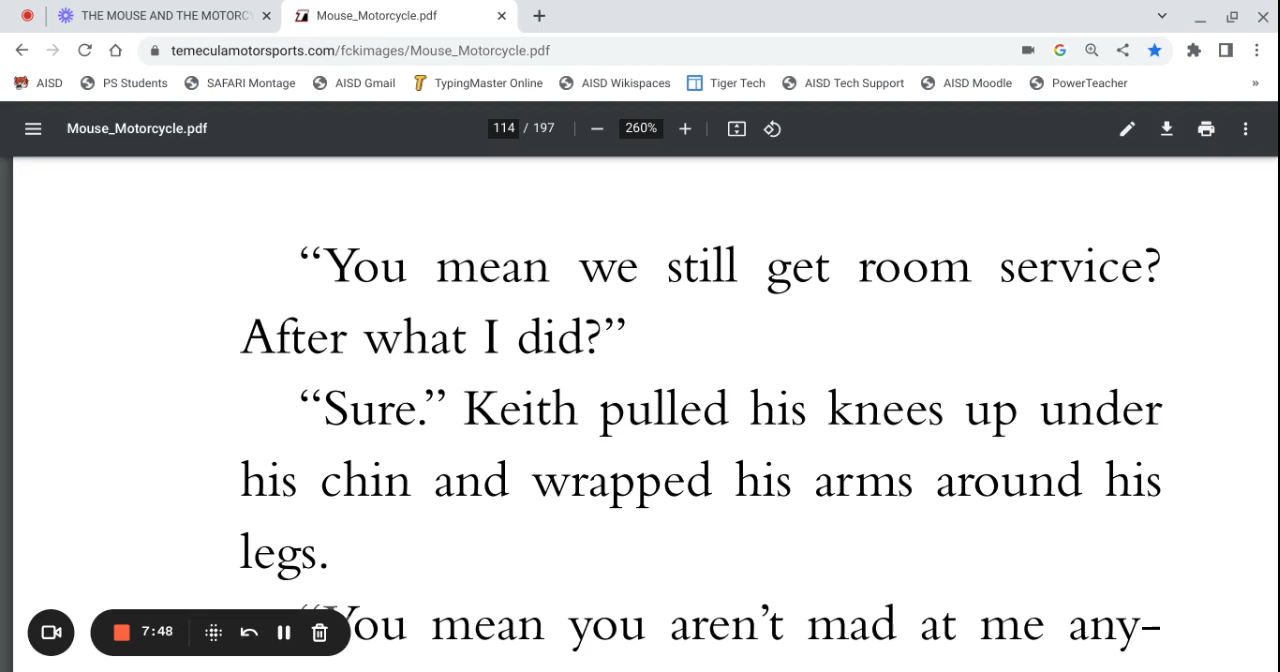 THE MOUSE AND THE MOTORC
Mouse_Motorcycle.pdf
temeculamotorsports.com/fckimages/Mouse_Motorcycle.pdf
AISD PS Students SAFARI Montage AISD Gmail TypingMaster Online AISD Wikispaces Tiger Tech AISD Tech Support AISD Moodle PowerTeacher »
Mouse_Motorcycle.pdf 114 / 197 260%
“You mean we still get room service?
After what I did?”
“Sure.” Keith pulled his knees up under
his chin and wrapped his arms around his
legs.
“You mean you aren’t mad at me any-
7:48